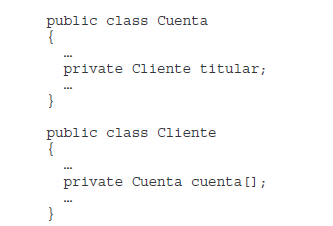 public class Cuenta
{
…
private Cliente titular;
…
}
public class Cliente
{
…
private Cuenta cuenta[];
…
}